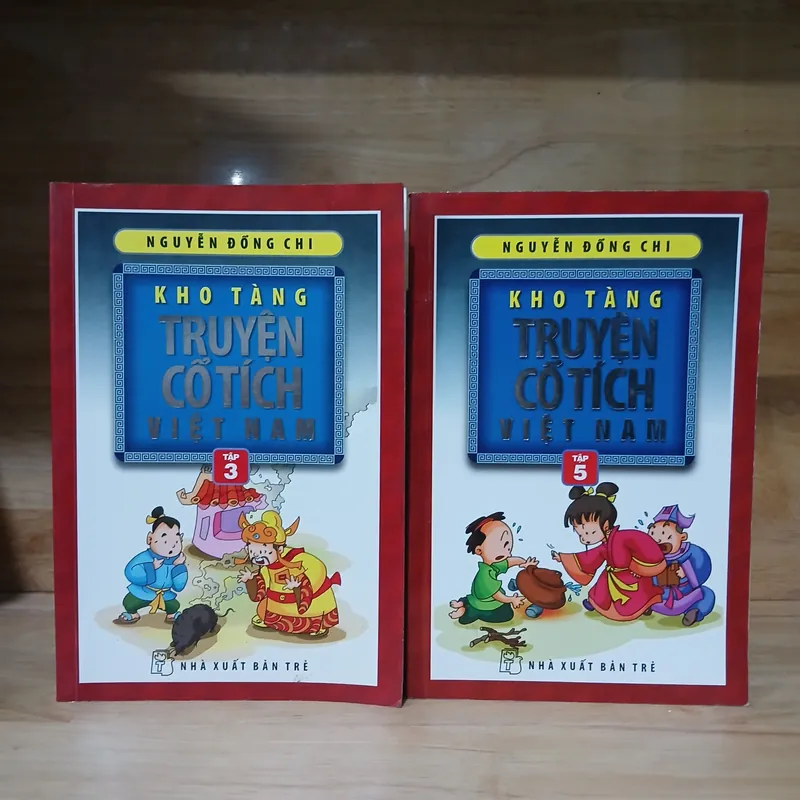 NGUYỄN ĐỔNG CHI
KHO TÀNG
TRUYỆN
CỔ TÍCH
VIỆT NAM
TẬP
3
NHÀ XUẤT BẢN TRẺ
NGUYỄN ĐỔNG CHI
KHO TÀNG
TRUYỆN
CỔ TÍCH
VIỆT NAM
TẬP
5
NHÀ XUẤT BẢN TRẺ